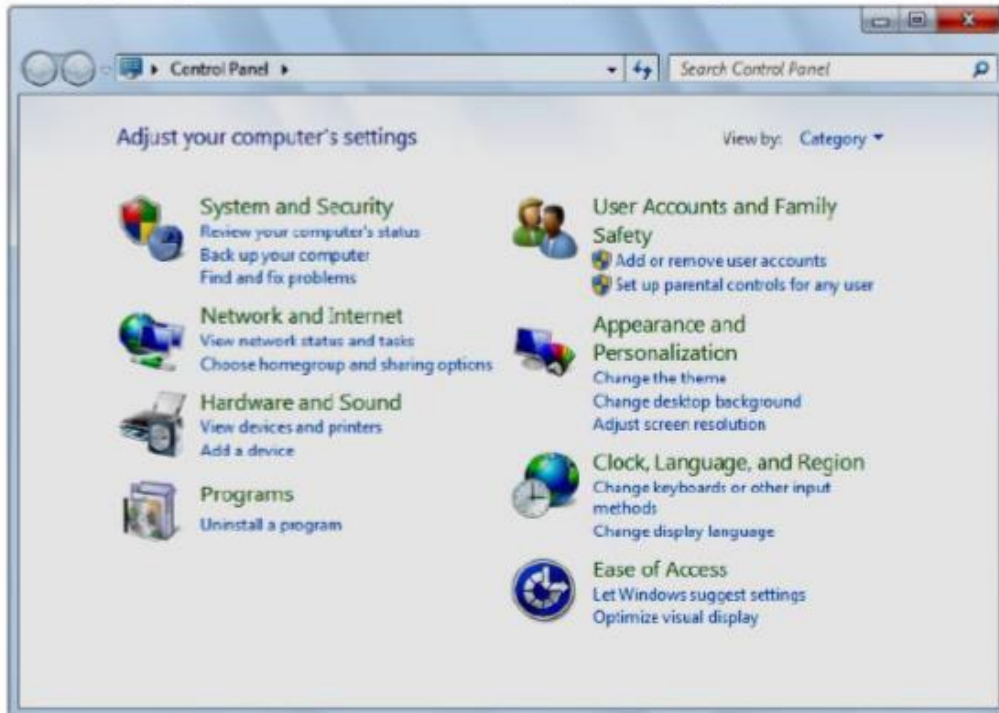 Control Panel
Search Control Panel
Adjust your computer's settings
View by: Category
System and Security
Review your computer's status
Back up your computer
Find and fix problems
Network and Internet
View network status and tasks
Choose homegroup and sharing options
Hardware and Sound
View devices and printers
Add a device
Programs
Uninstall a program
User Accounts and Family
Safety
Add or remove user accounts
Set up parental controls for any user
Appearance and
Personalization
Change the theme
Change desktop background
Adjust screen resolution
Clock, Language, and Region
Change keyboards or other input
methods
Change display language
Ease of Access
Let Windows suggest settings
Optimize visual display